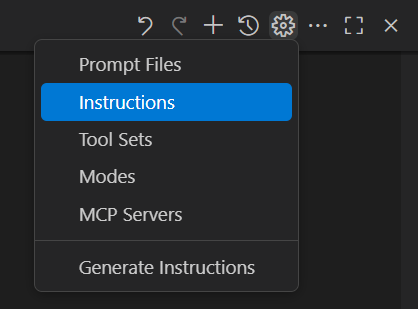 Prompt Files
Instructions
Tool Sets
Modes
MCP Servers
Generate Instructions